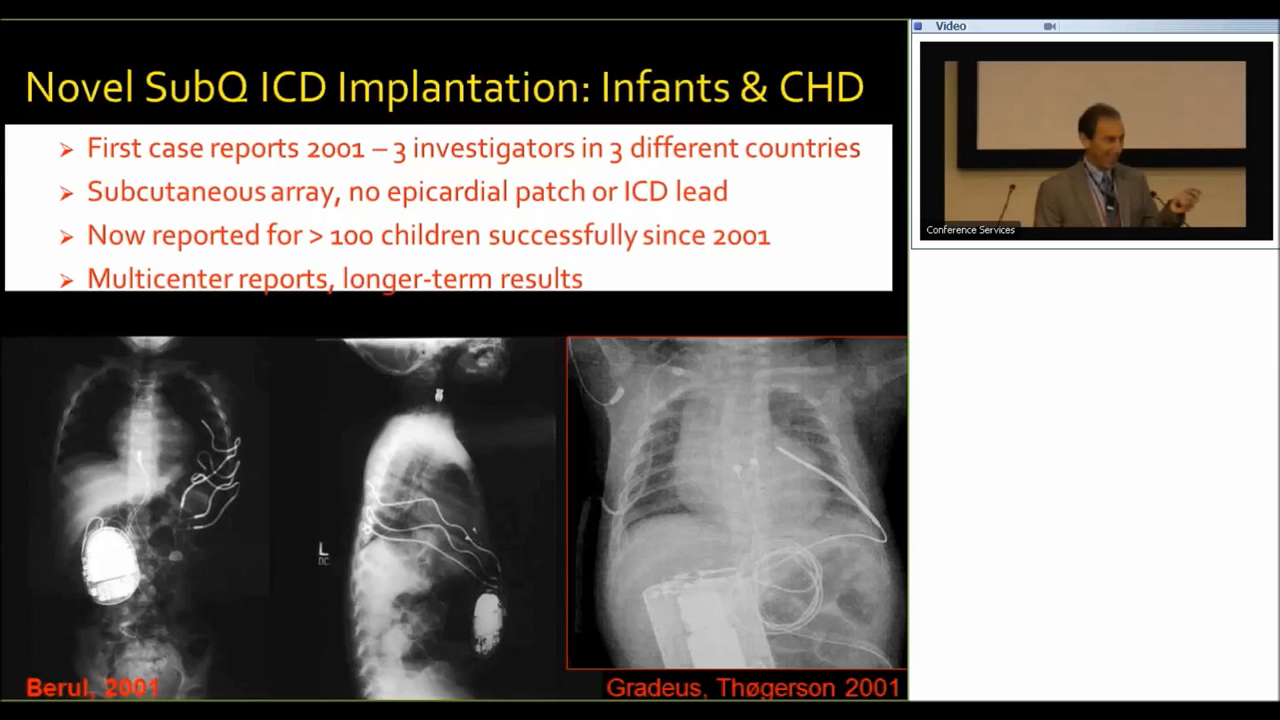 Novel SubQ ICD Implantation: Infants & CHD
➢ First case reports 2001 – 3 investigators in 3 different countries
➢ Subcutaneous array, no epicardial patch or ICD lead
➢ Now reported for > 100 children successfully since 2001
➢ Multicenter reports, longer-term results
L
Berul, 2001
Gradeus, Thøgerson 2001
Video
Conference Services